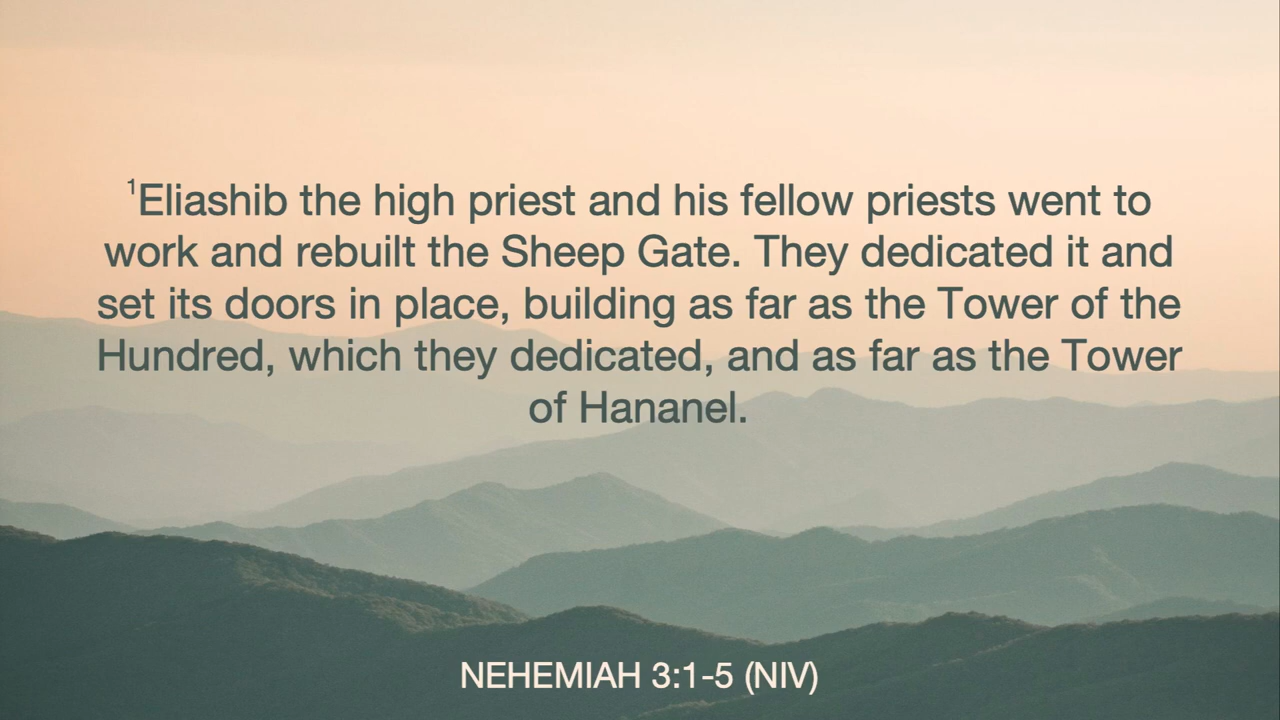 ¹Eliashib the high priest and his fellow priests went to
work and rebuilt the Sheep Gate. They dedicated it and
set its doors in place, building as far as the Tower of the
Hundred, which they dedicated, and as far as the Tower
of Hananel.
NEHEMIAH 3:1-5 (NIV)